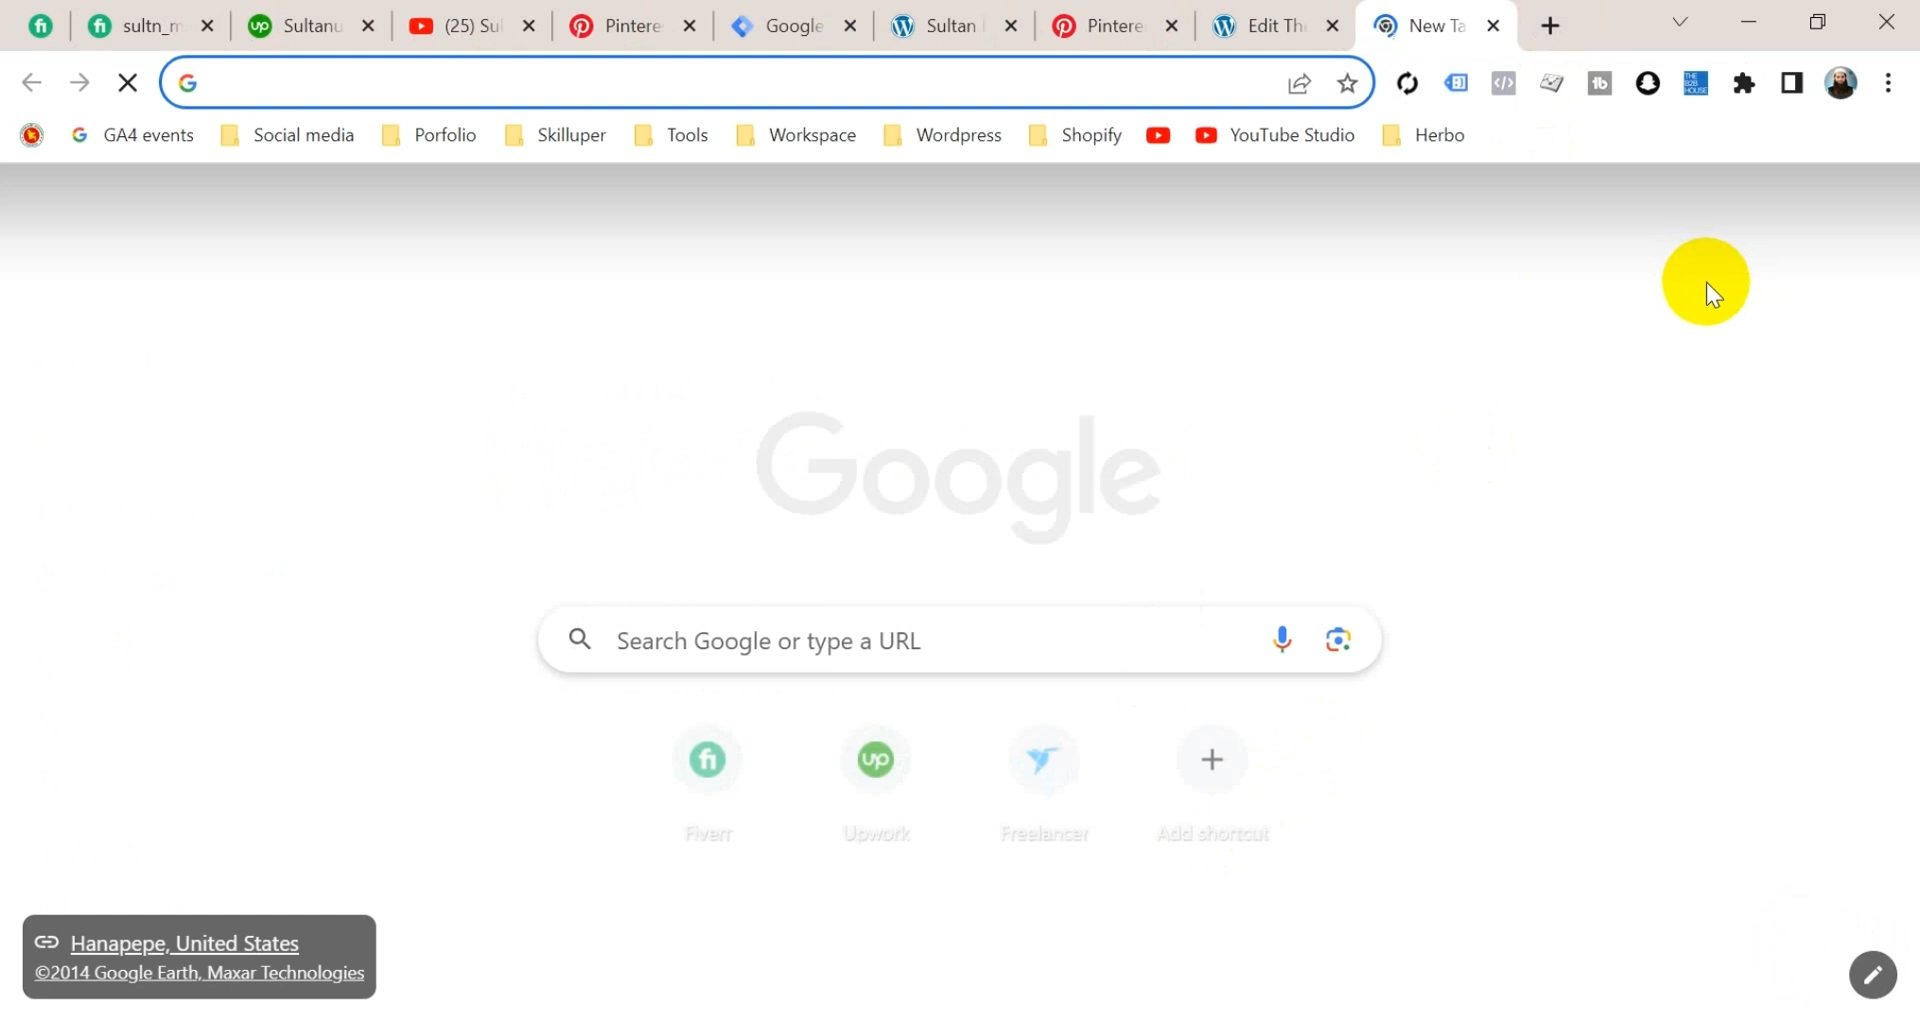 sultn_m
Sultanu
(25) Sul
Pintere
Google
Sultan
Pintere
Edit Th
New Ta
GA4 events
Social media
Porfolio
Skilluper
Tools
Workspace
Wordpress
Shopify
YouTube Studio
Herbo
Google
Search Google or type a URL
Fiverr
Upwork
Freelancer
Add shortcut
Hanapepe, United States
©2014 Google Earth, Maxar Technologies